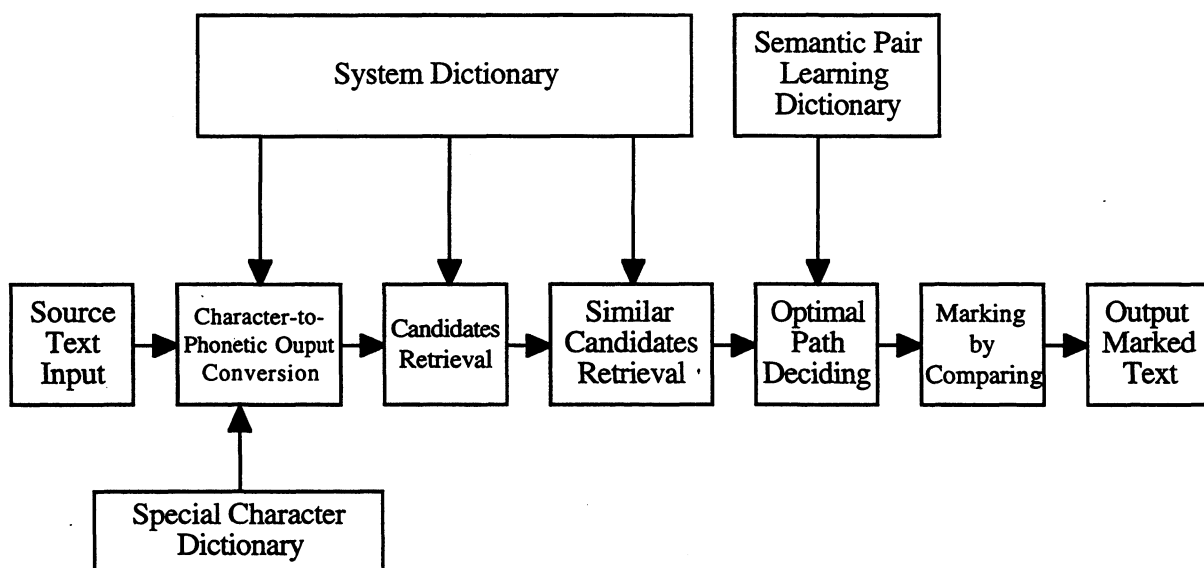 System Dictionary
Semantic Pair
Learning
Dictionary
Source
Text
Input
Character-to-
Phonetic Ouput
Conversion
Candidates
Retrieval
Similar
Candidates
Retrieval
Optimal
Path
Deciding
Marking
by
Comparing
Output
Marked
Text
Special Character
Dictionary